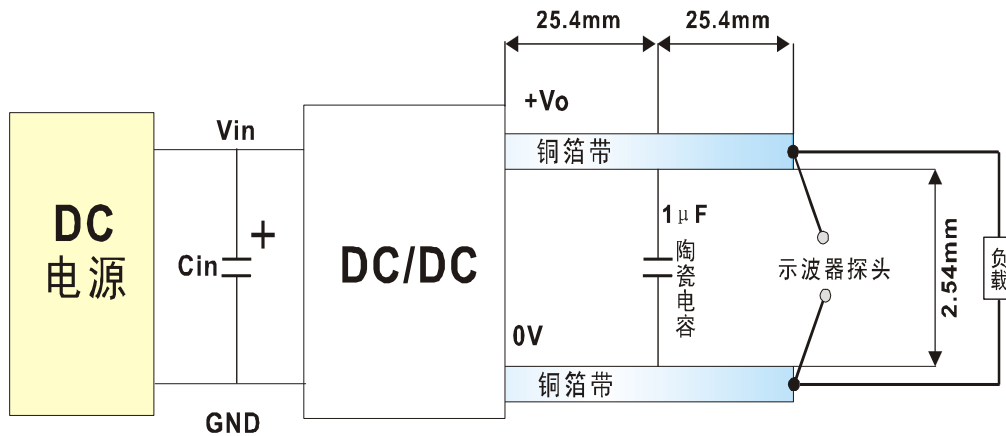 25.4mm
25.4mm
+Vo
Vin
铜箔带
DC
电源
Cin
+
DC/DC
1μF
陶瓷电容
示波器探头
2.54mm
负载
0V
铜箔带
GND